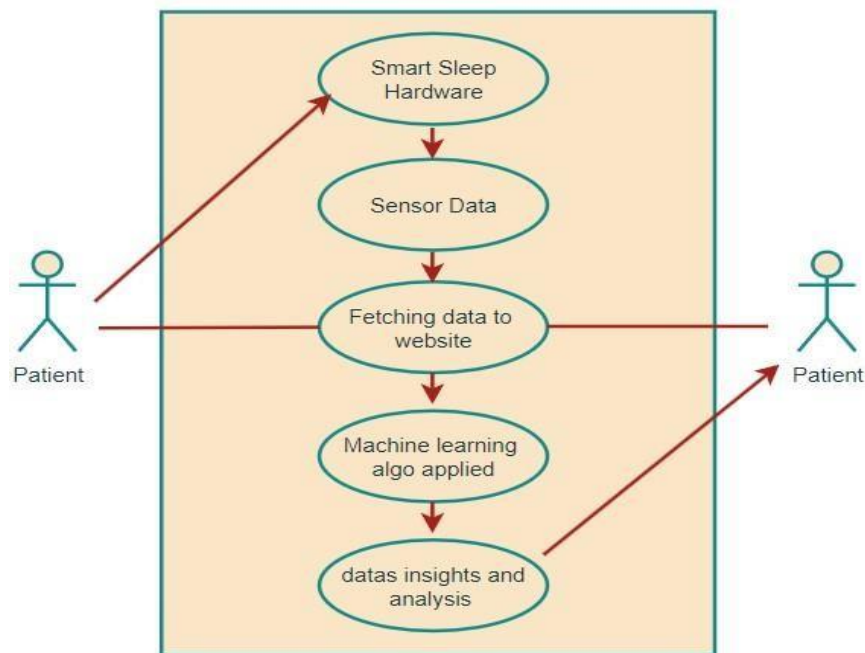 Smart Sleep
Hardware
Sensor Data
Fetching data to
website
Patient
Patient
Machine learning
algo applied
datas insights and
analysis